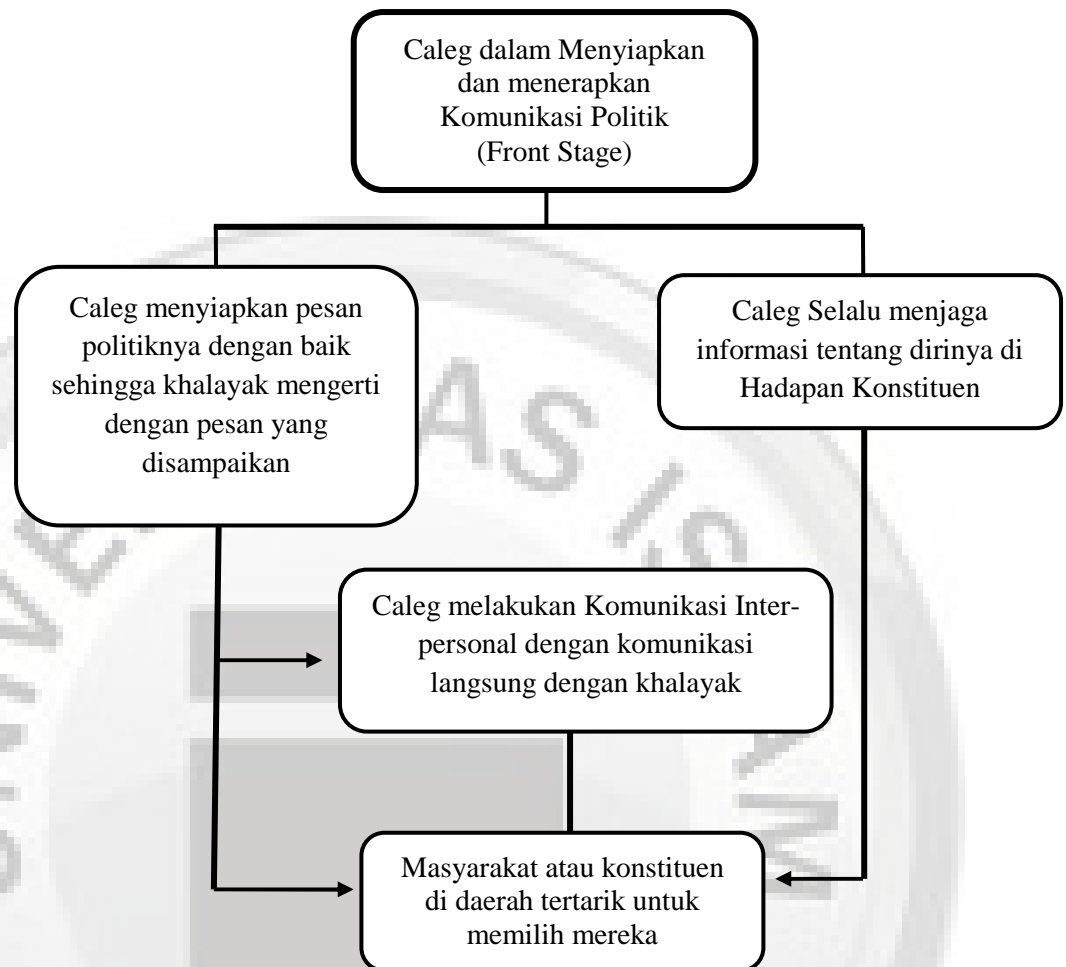 Caleg dalam Menyiapkan
dan menerapkan
Komunikasi Politik
(Front Stage)
Caleg menyiapkan pesan
politiknya dengan baik
sehingga khalayak mengerti
dengan pesan yang
disampaikan
Caleg Selalu menjaga
informasi tentang dirinya di
Hadapan Konstituen
Caleg melakukan Komunikasi Inter-
personal dengan komunikasi
langsung dengan khalayak
Masyarakat atau konstituen
di daerah tertarik untuk
memilih mereka